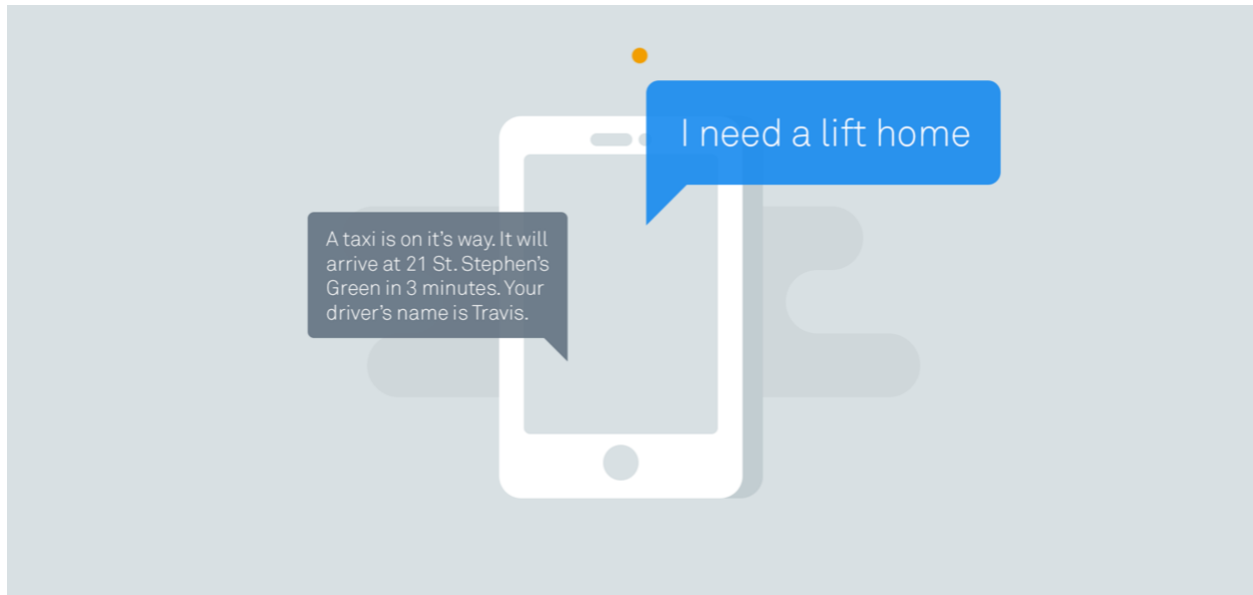 I need a lift home
A taxi is on it’s way. It will
arrive at 21 St. Stephen’s
Green in 3 minutes. Your
driver’s name is Travis.